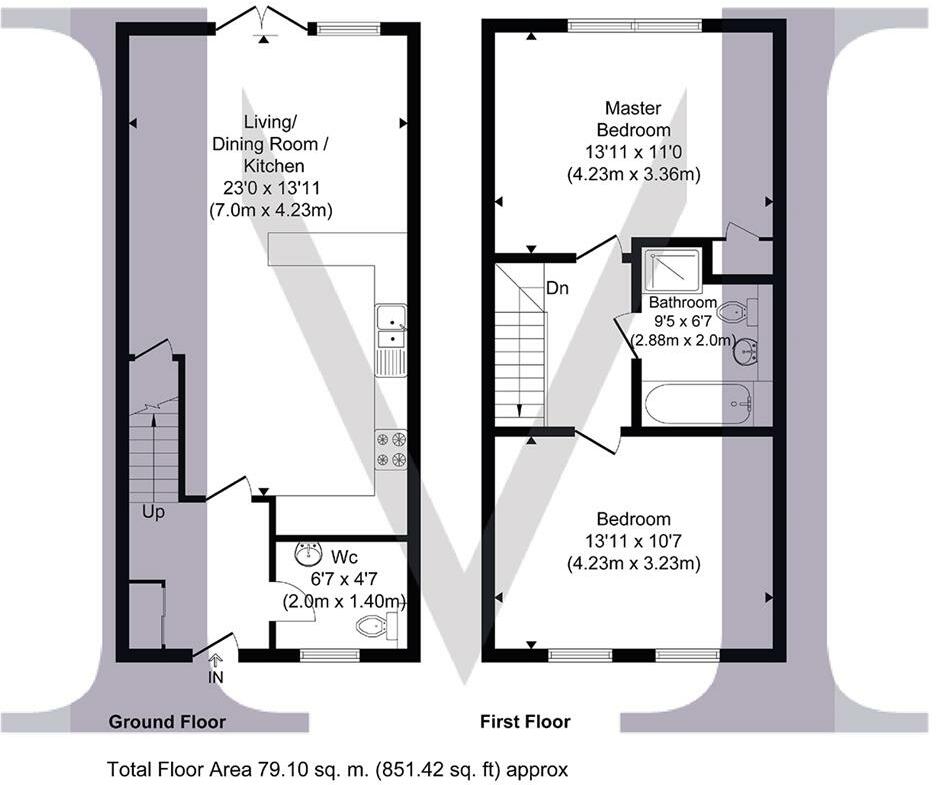 Living/
Dining Room /
Kitchen
23'0 x 13'11
(7.0m x 4.23m)
Up
Wc
6'7 x 4'7
(2.0m x 1.40m)
IN
Ground Floor
Master
Bedroom
13'11 x 11'0
(4.23m x 3.36m)
Dn
Bathroom
9'5 x 6'7
(2.88m x 2.0m)
Bedroom
13'11 x 10'7
(4.23m x 3.23m)
First Floor
Total Floor Area 79.10 sq. m. (851.42 sq. ft) approx